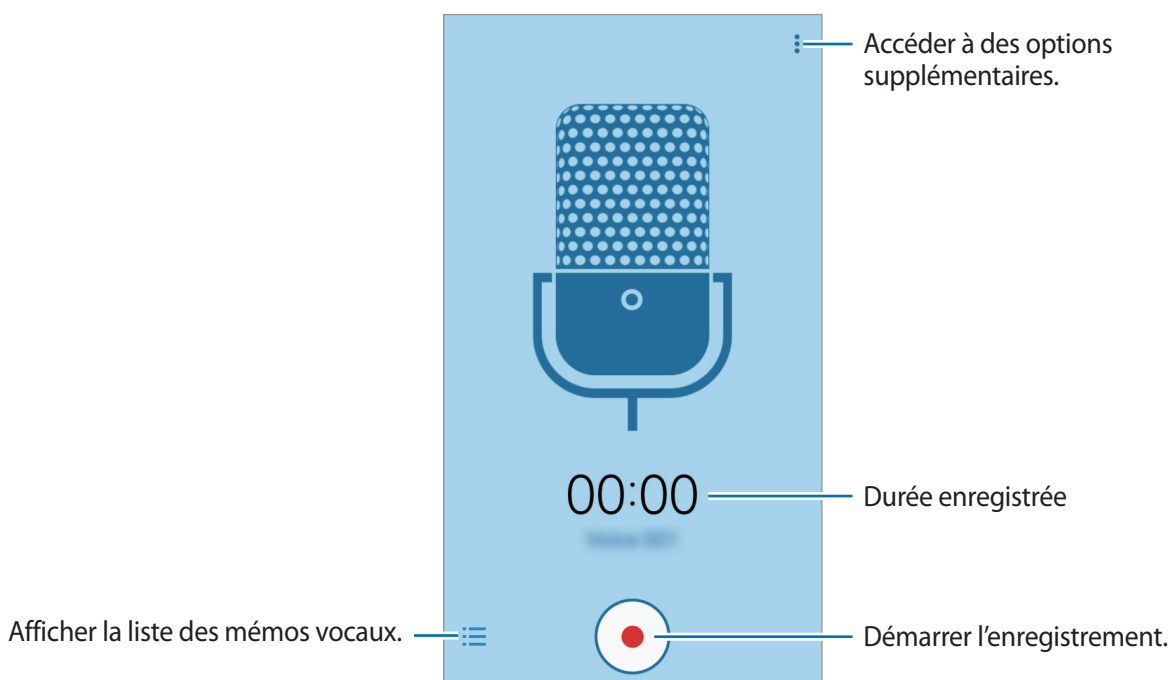 Accéder à des options
supplémentaires.
00:00
Durée enregistrée
Afficher la liste des mémos vocaux.
Démarrer l’enregistrement.